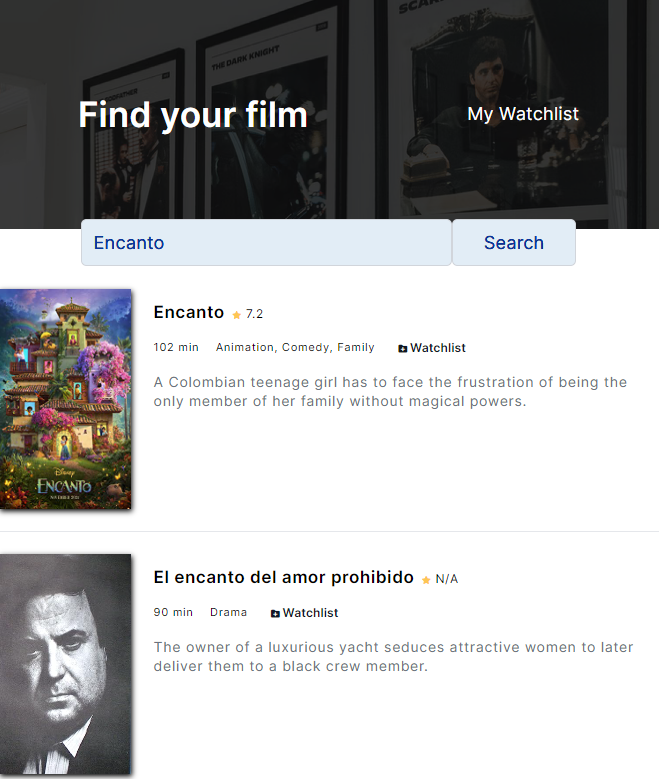 THE DARK KNIGHT
Find your film
My Watchlist
Encanto
Search
Encanto 7.2
102 min Animation, Comedy, Family Watchlist
A Colombian teenage girl has to face the frustration of being the
only member of her family without magical powers.
Disney
ENCANTO
El encanto del amor prohibido N/A
90 min Drama Watchlist
The owner of a luxurious yacht seduces attractive women to later
deliver them to a black crew member.